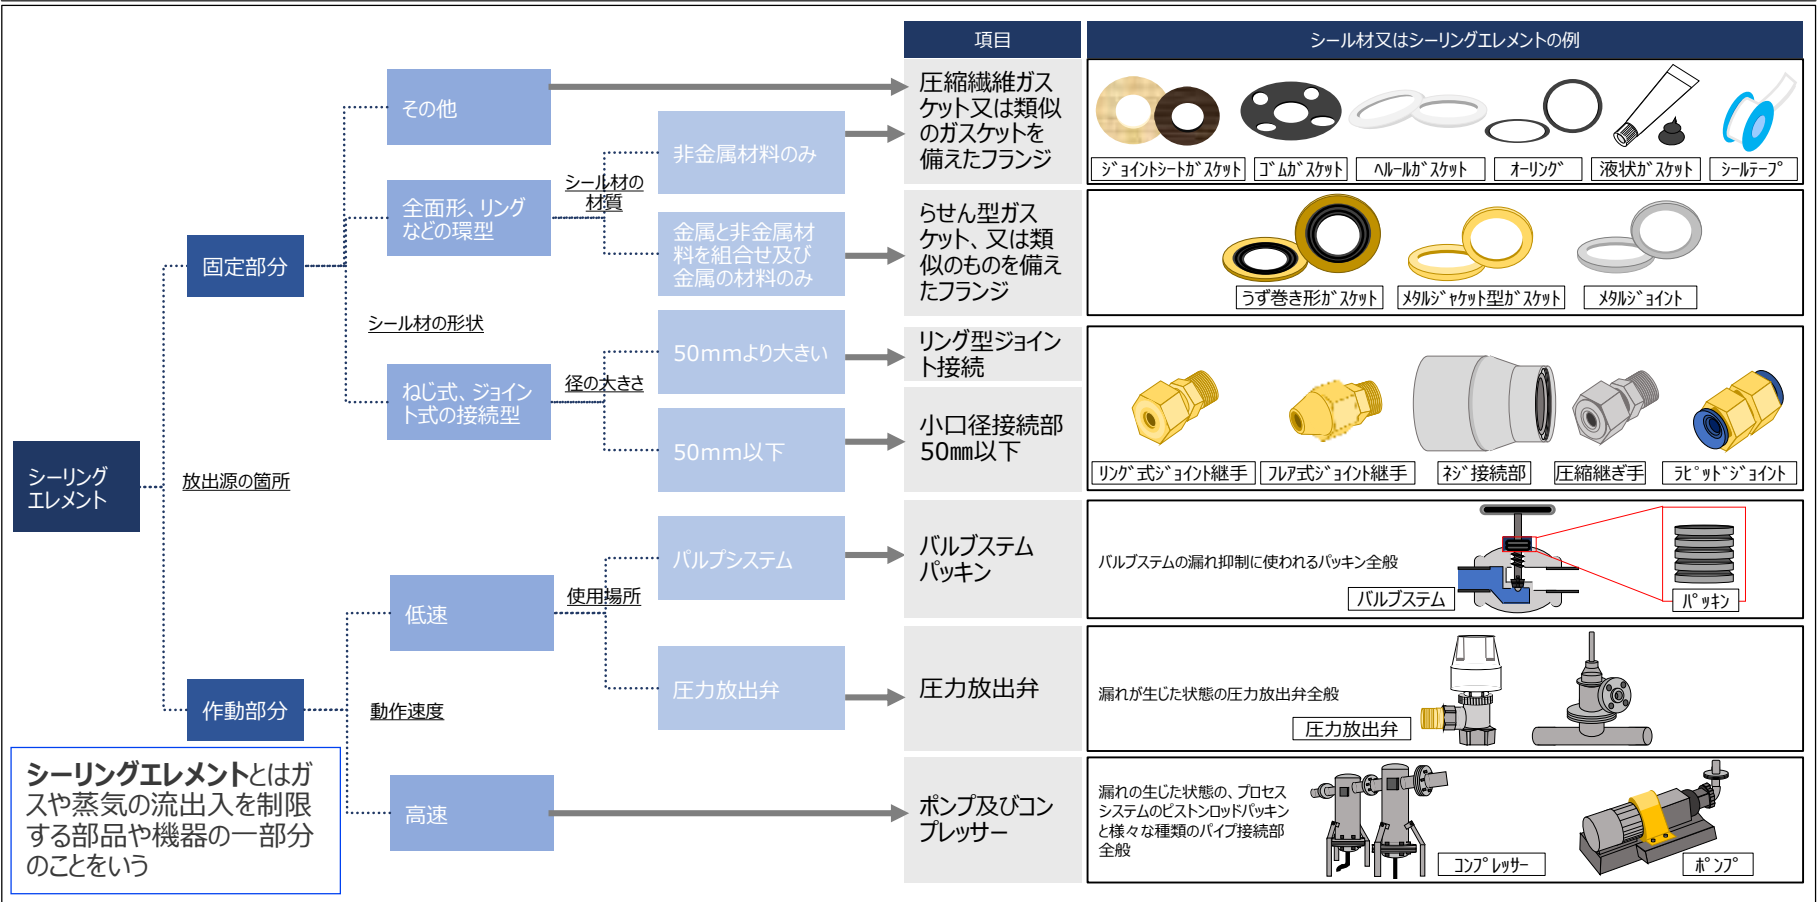 項目
シール材又はシーリングエレメントの例
その他
圧縮繊維ガス
ケット又は類似
のガスケットを
備えたフランジ
非金属材料のみ
ジョイントシートガスケット
ゴムガスケット
ヘルールガスケット
オーリング
液状ガスケット
シールテープ
シール材の
材質
全面形、リング
などの環型
金属と非金属材
料を組合せ及び
金属の材料のみ
らせん型ガス
ケット、又は類
似のものを備え
たフランジ
うず巻き形ガスケット
メタルジャケット型ガスケット
メタルジョイント
固定部分
シール材の形状
50mmより大きい
リング型ジョイン
ト接続
ねじ式、ジョイン
ト式の接続型
径の大きさ
50mm以下
小口径接続部
50㎜以下
リング式ジョイント継手
フレア式ジョイント継手
ネジ接続部
圧縮継ぎ手
ラピッドジョイント
シーリング
エレメント
放出源の箇所
パルプシステム
バルブステム
パッキン
バルブステムの漏れ抑制に使われるパッキン全般
バルブステム
パッキン
低速
使用場所
圧力放出弁
圧力放出弁
漏れが生じた状態の圧力放出弁全般
圧力放出弁
作動部分
動作速度
高速
ポンプ及びコン
プレッサー
漏れの生じた状態の、プロセス
システムのピストンロッドパッキン
と様々な種類のパイプ接続部
全般
コンプレッサー
ポンプ
シーリングエレメントとはガ
スや蒸気の流出入を制限
する部品や機器の一部分
のことをいう